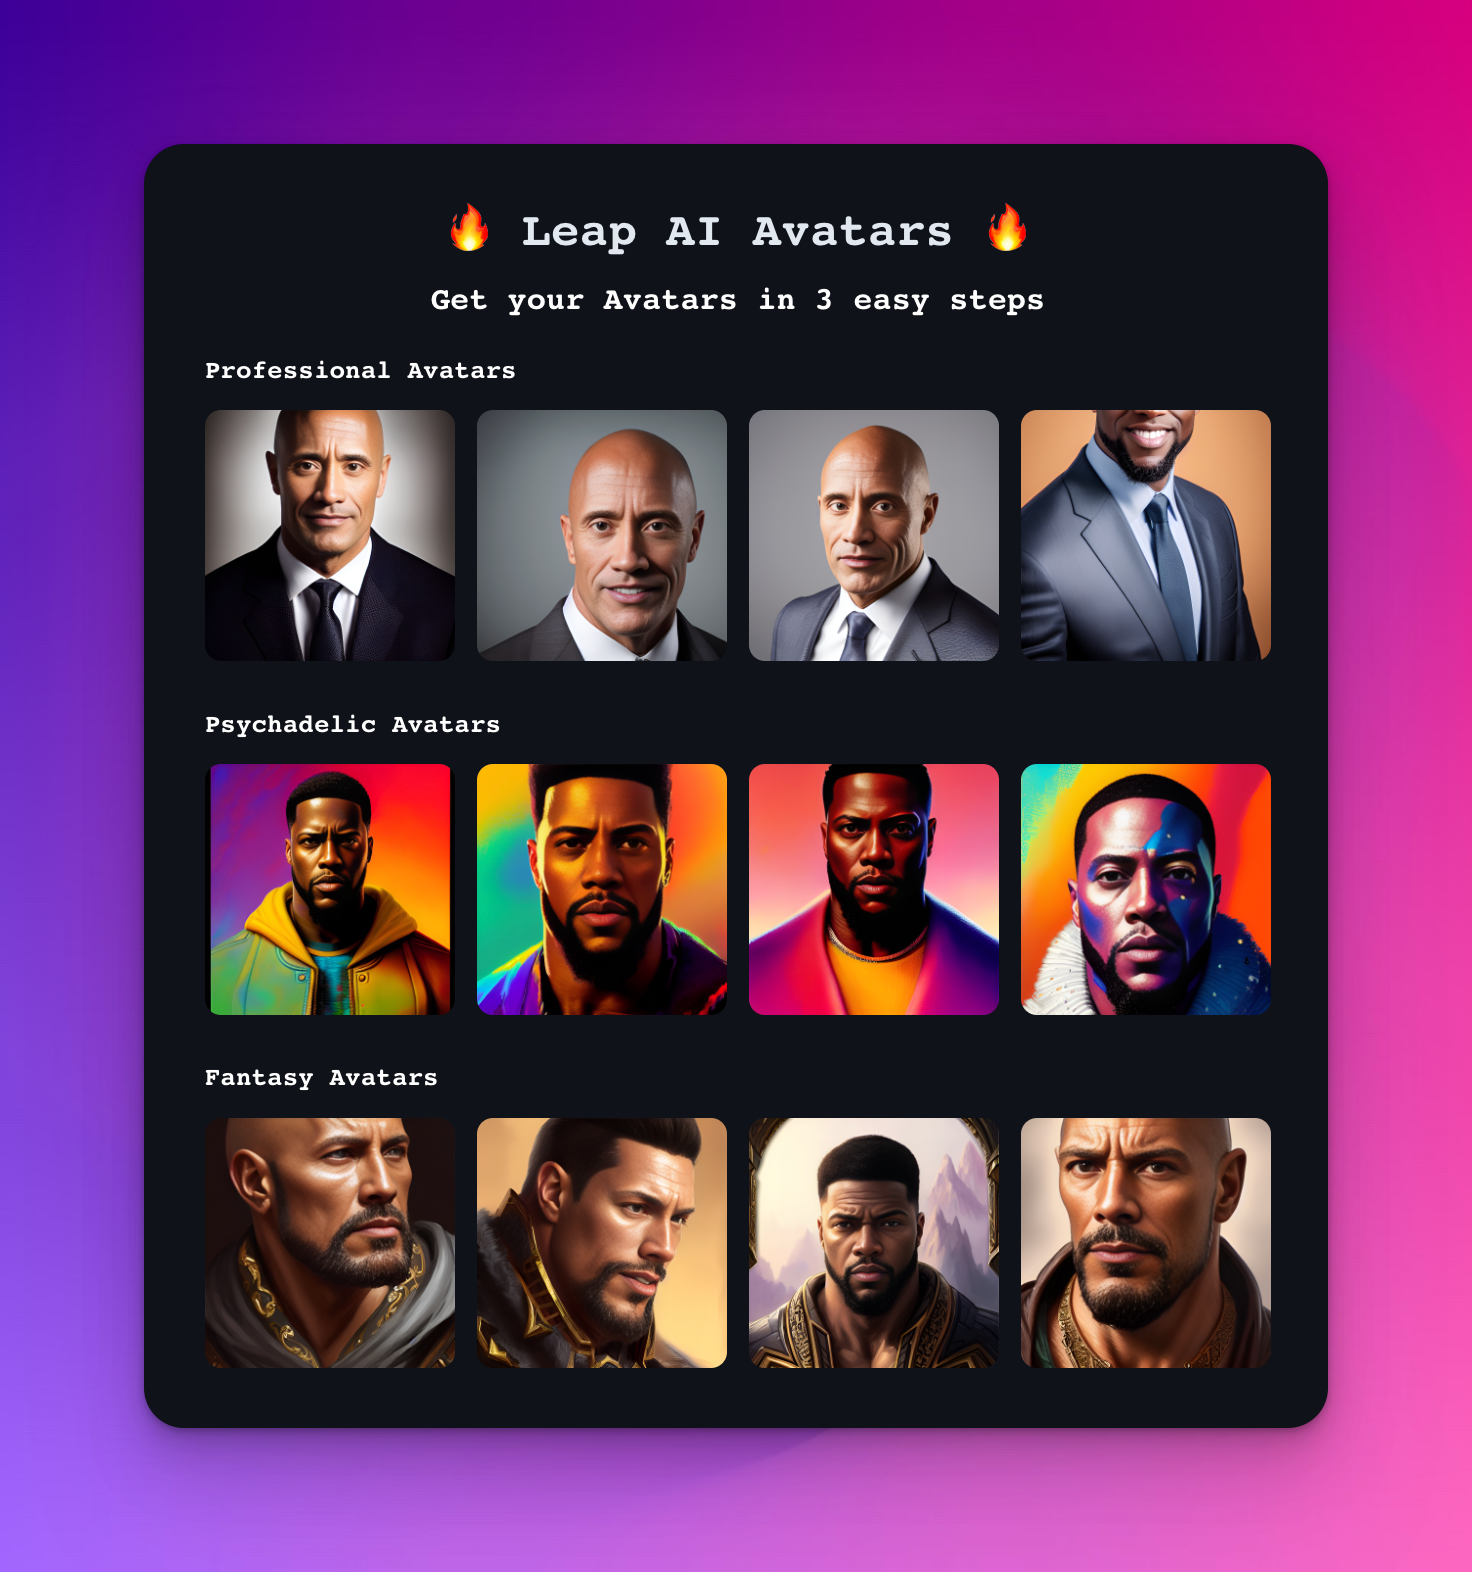 🔥 Leap AI Avatars 🔥
Get your Avatars in 3 easy steps
Professional Avatars
Psychadelic Avatars
Fantasy Avatars